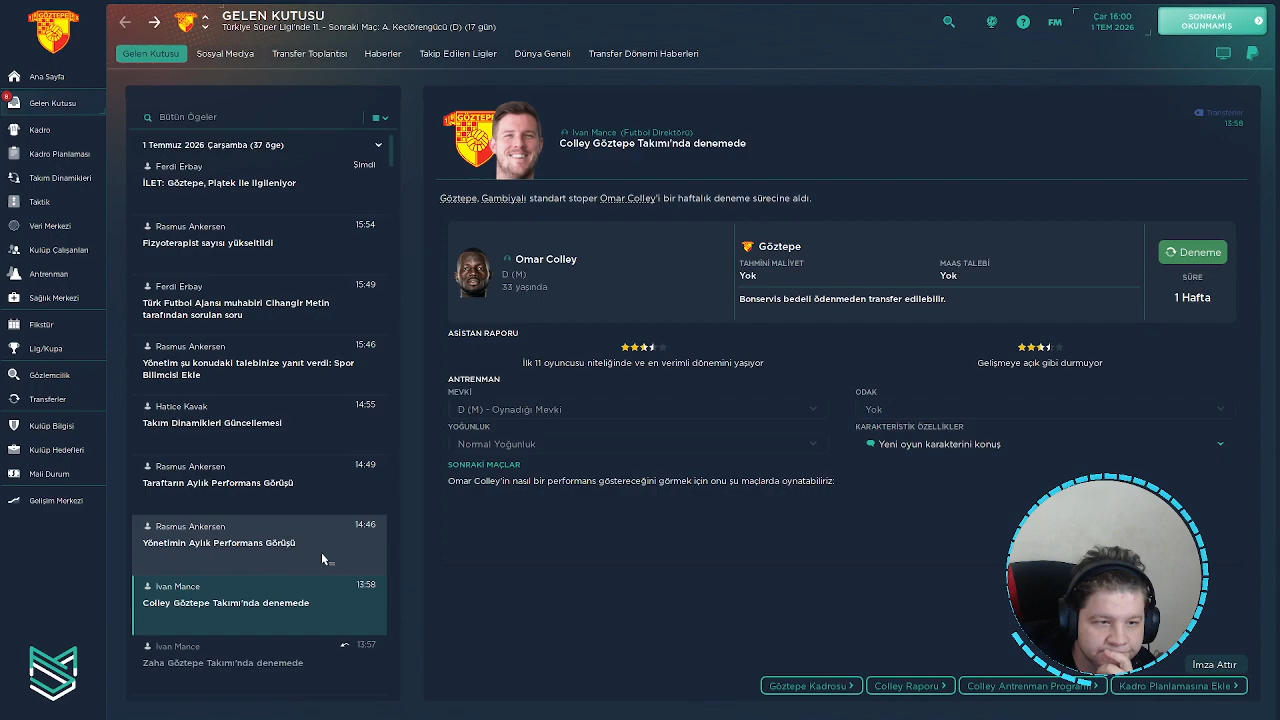 GELEN KUTUSU
Türkiye Süper Ligi'nde 11. - Sonraki Maç: A. Keçiörengücü (D) (17 gün)
FM
Çar 16:00
1 TEM 2026
SONRAKİ
OKUNMAMIŞ
Gelen Kutusu
Sosyal Medya
Transfer Toplantısı
Haberler
Takip Edilen Ligler
Dünya Geneli
Transfer Dönemi Haberleri
Ana Sayfa
8
Gelen Kutusu
Kadro
Kadro Planlaması
Takım Dinamikleri
Taktik
Veri Merkezi
Kulüp Çalışanları
Antrenman
Sağlık Merkezi
Fikstür
Lig/Kupa
Gözlemcilik
Transferler
Kulüp Bilgisi
Kulüp Hedefleri
Mali Durum
Gelişim Merkezi
Bütün Ögeler
1 Temmuz 2026 Çarşamba (37 öge)
Ferdi Erbay
Şimdi
İLET: Göztepe, Plątek ile ilgileniyor
Rasmus Ankersen
15:54
Fizyoterapist sayısı yükseltildi
Ferdi Erbay
15:49
Türk Futbol Ajansı muhabiri Cihangir Metin
tarafından sorulan soru
Rasmus Ankersen
15:46
Yönetim şu konudaki talebinize yanıt verdi: Spor
Bilimcisi Ekle
Hatice Kavak
14:55
Takım Dinamikleri Güncellemesi
Rasmus Ankersen
14:49
Taraftarın Aylık Performans Görüşü
Rasmus Ankersen
14:46
Yönetimin Aylık Performans Görüşü
Ivan Mance
13:58
Colley Göztepe Takımı'nda denemede
Ivan Mance
13:57
Zaha Göztepe Takımı'nda denemede
GÖZTEPE
Ivan Mance (Futbol Direktörü)
Colley Göztepe Takımı'nda denemede
Transferler
13:58
Göztepe, Gambiyalı standart stoper Omar Colley'i bir haftalık deneme sürecine aldı.
Omar Colley
D (M)
33 yaşında
Göztepe
TAHMİNİ MALİYET
Yok
MAAŞ TALEBİ
Yok
Bonservis bedeli ödenmeden transfer edilebilir.
Deneme
SÜRE
1 Hafta
ASİSTAN RAPORU
İlk 11 oyuncusu niteliğinde ve en verimli dönemini yaşıyor
Gelişmeye açık gibi durmuyor
ANTRENMAN
MEVKİ
D (M) - Oynadığı Mevki
ODAK
Yok
YOĞUNLUK
Normal Yoğunluk
KARAKTERİSTİK ÖZELLİKLER
Yeni oyun karakterini konuş
SONRAKİ MAÇLAR
Omar Colley'in nasıl bir performans göstereceğini görmek için onu şu maçlarda oynatabiliriz:
İmza Attır
Göztepe Kadrosu
Colley Raporu
Colley Antrenman Programı
Kadro Planlamasına Ekle